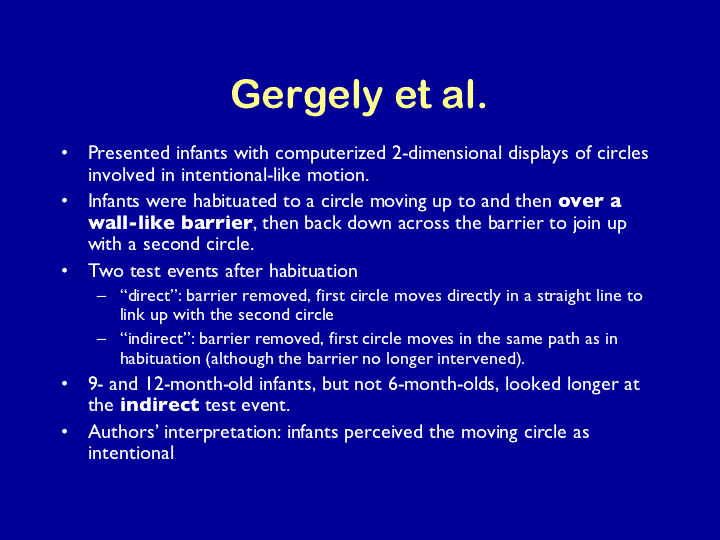 Gergely et al.
• Presented infants with computerized 2-dimensional displays of circles
involved in intentional-like motion.
• Infants were habituated to a circle moving up to and then over a
wall-like barrier, then back down across the barrier to join up
with a second circle.
• Two test events after habituation
– “direct”: barrier removed, first circle moves directly in a straight line to
link up with the second circle
– “indirect”: barrier removed, first circle moves in the same path as in
habituation (although the barrier no longer intervened).
• 9- and 12-month-old infants, but not 6-month-olds, looked longer at
the indirect test event.
• Authors’ interpretation: infants perceived the moving circle as
intentional